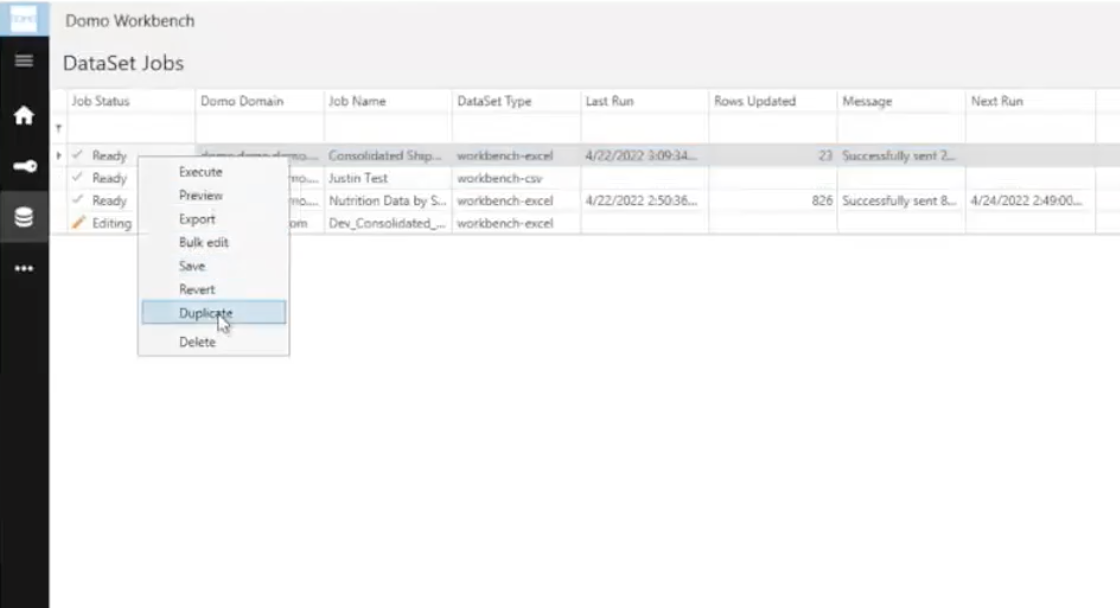 DOMO Domo Workbench
DataSet Jobs
Job Status Domo Domain Job Name DataSet Type Last Run Rows Updated Message Next Run
Ready Consolidated Ship... workbench-excel 4/22/2022 3:09:34... 23 Successfully sent 2...
Ready mo.... Justin Test workbench-csv
Ready mo.... Nutrition Data by S... workbench-excel 4/22/2022 2:50:36... 826 Successfully sent 8... 4/24/2022 2:49:00...
Editing om Dev_Consolidated_... workbench-excel
Execute
Preview
Export
Bulk edit
Save
Revert
Duplicate
Delete